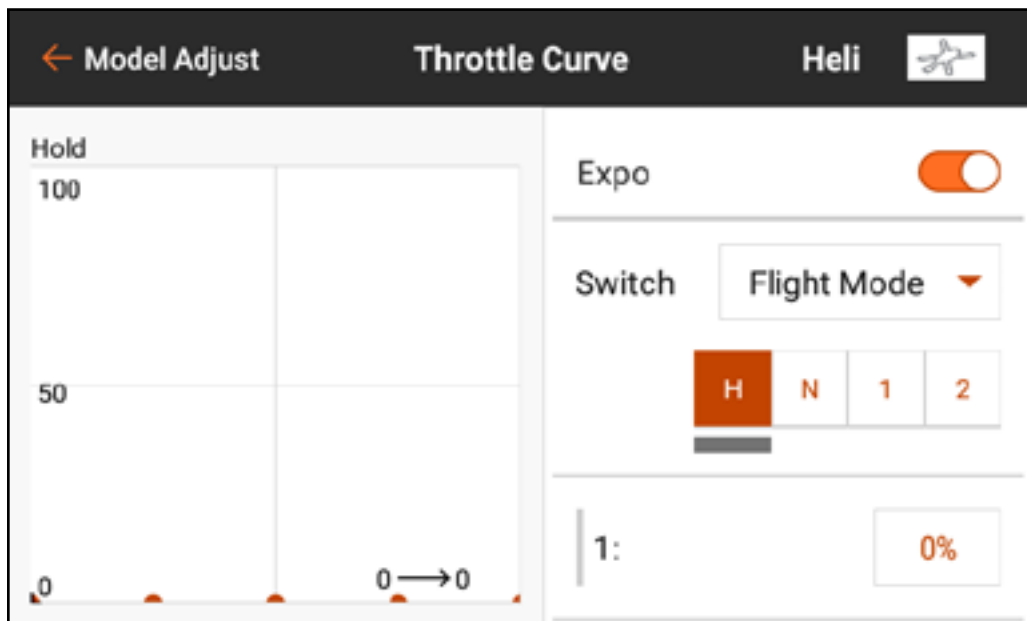 ← Model Adjust Throttle Curve Heli
Hold
100
50
0
0 → 0
Expo
Switch Flight Mode
H N 1 2
1: 0%